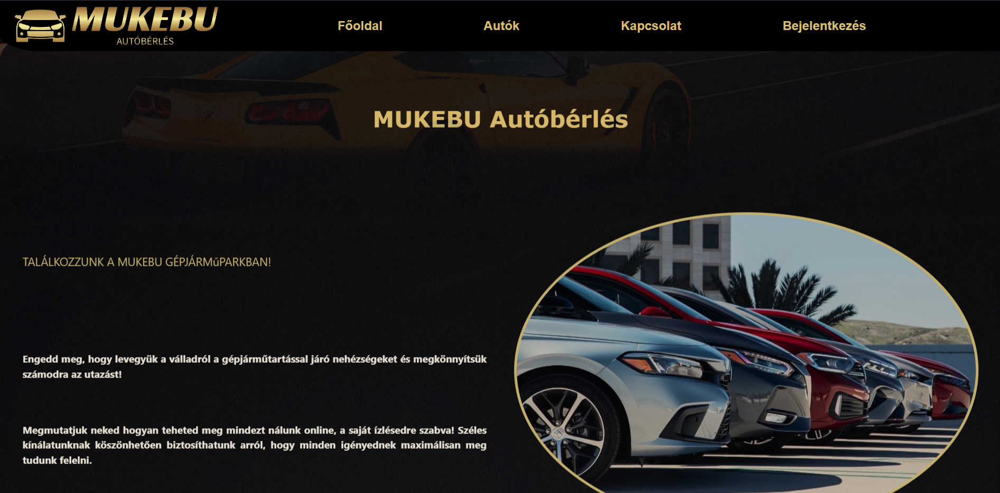 MUKEBU
AUTÓBÉRLÉS
Főoldal
Autók
Kapcsolat
Bejelentkezés
MUKEBU Autóbérlés
TALÁLKOZZUNK A MUKEBU GÉPJÁRMűPARKBAN!
Engedd meg, hogy levegyük a válladról a gépjárműtartással járó nehézségeket és megkönnyítsük
számodra az utazást!
Megmutatjuk neked hogyan teheted meg mindezt nálunk online, a saját ízlésedre szabva! Széles
kínálatunknak köszönhetően biztosíthatunk arról, hogy minden igényednek maximálisan meg
tudunk felelni.